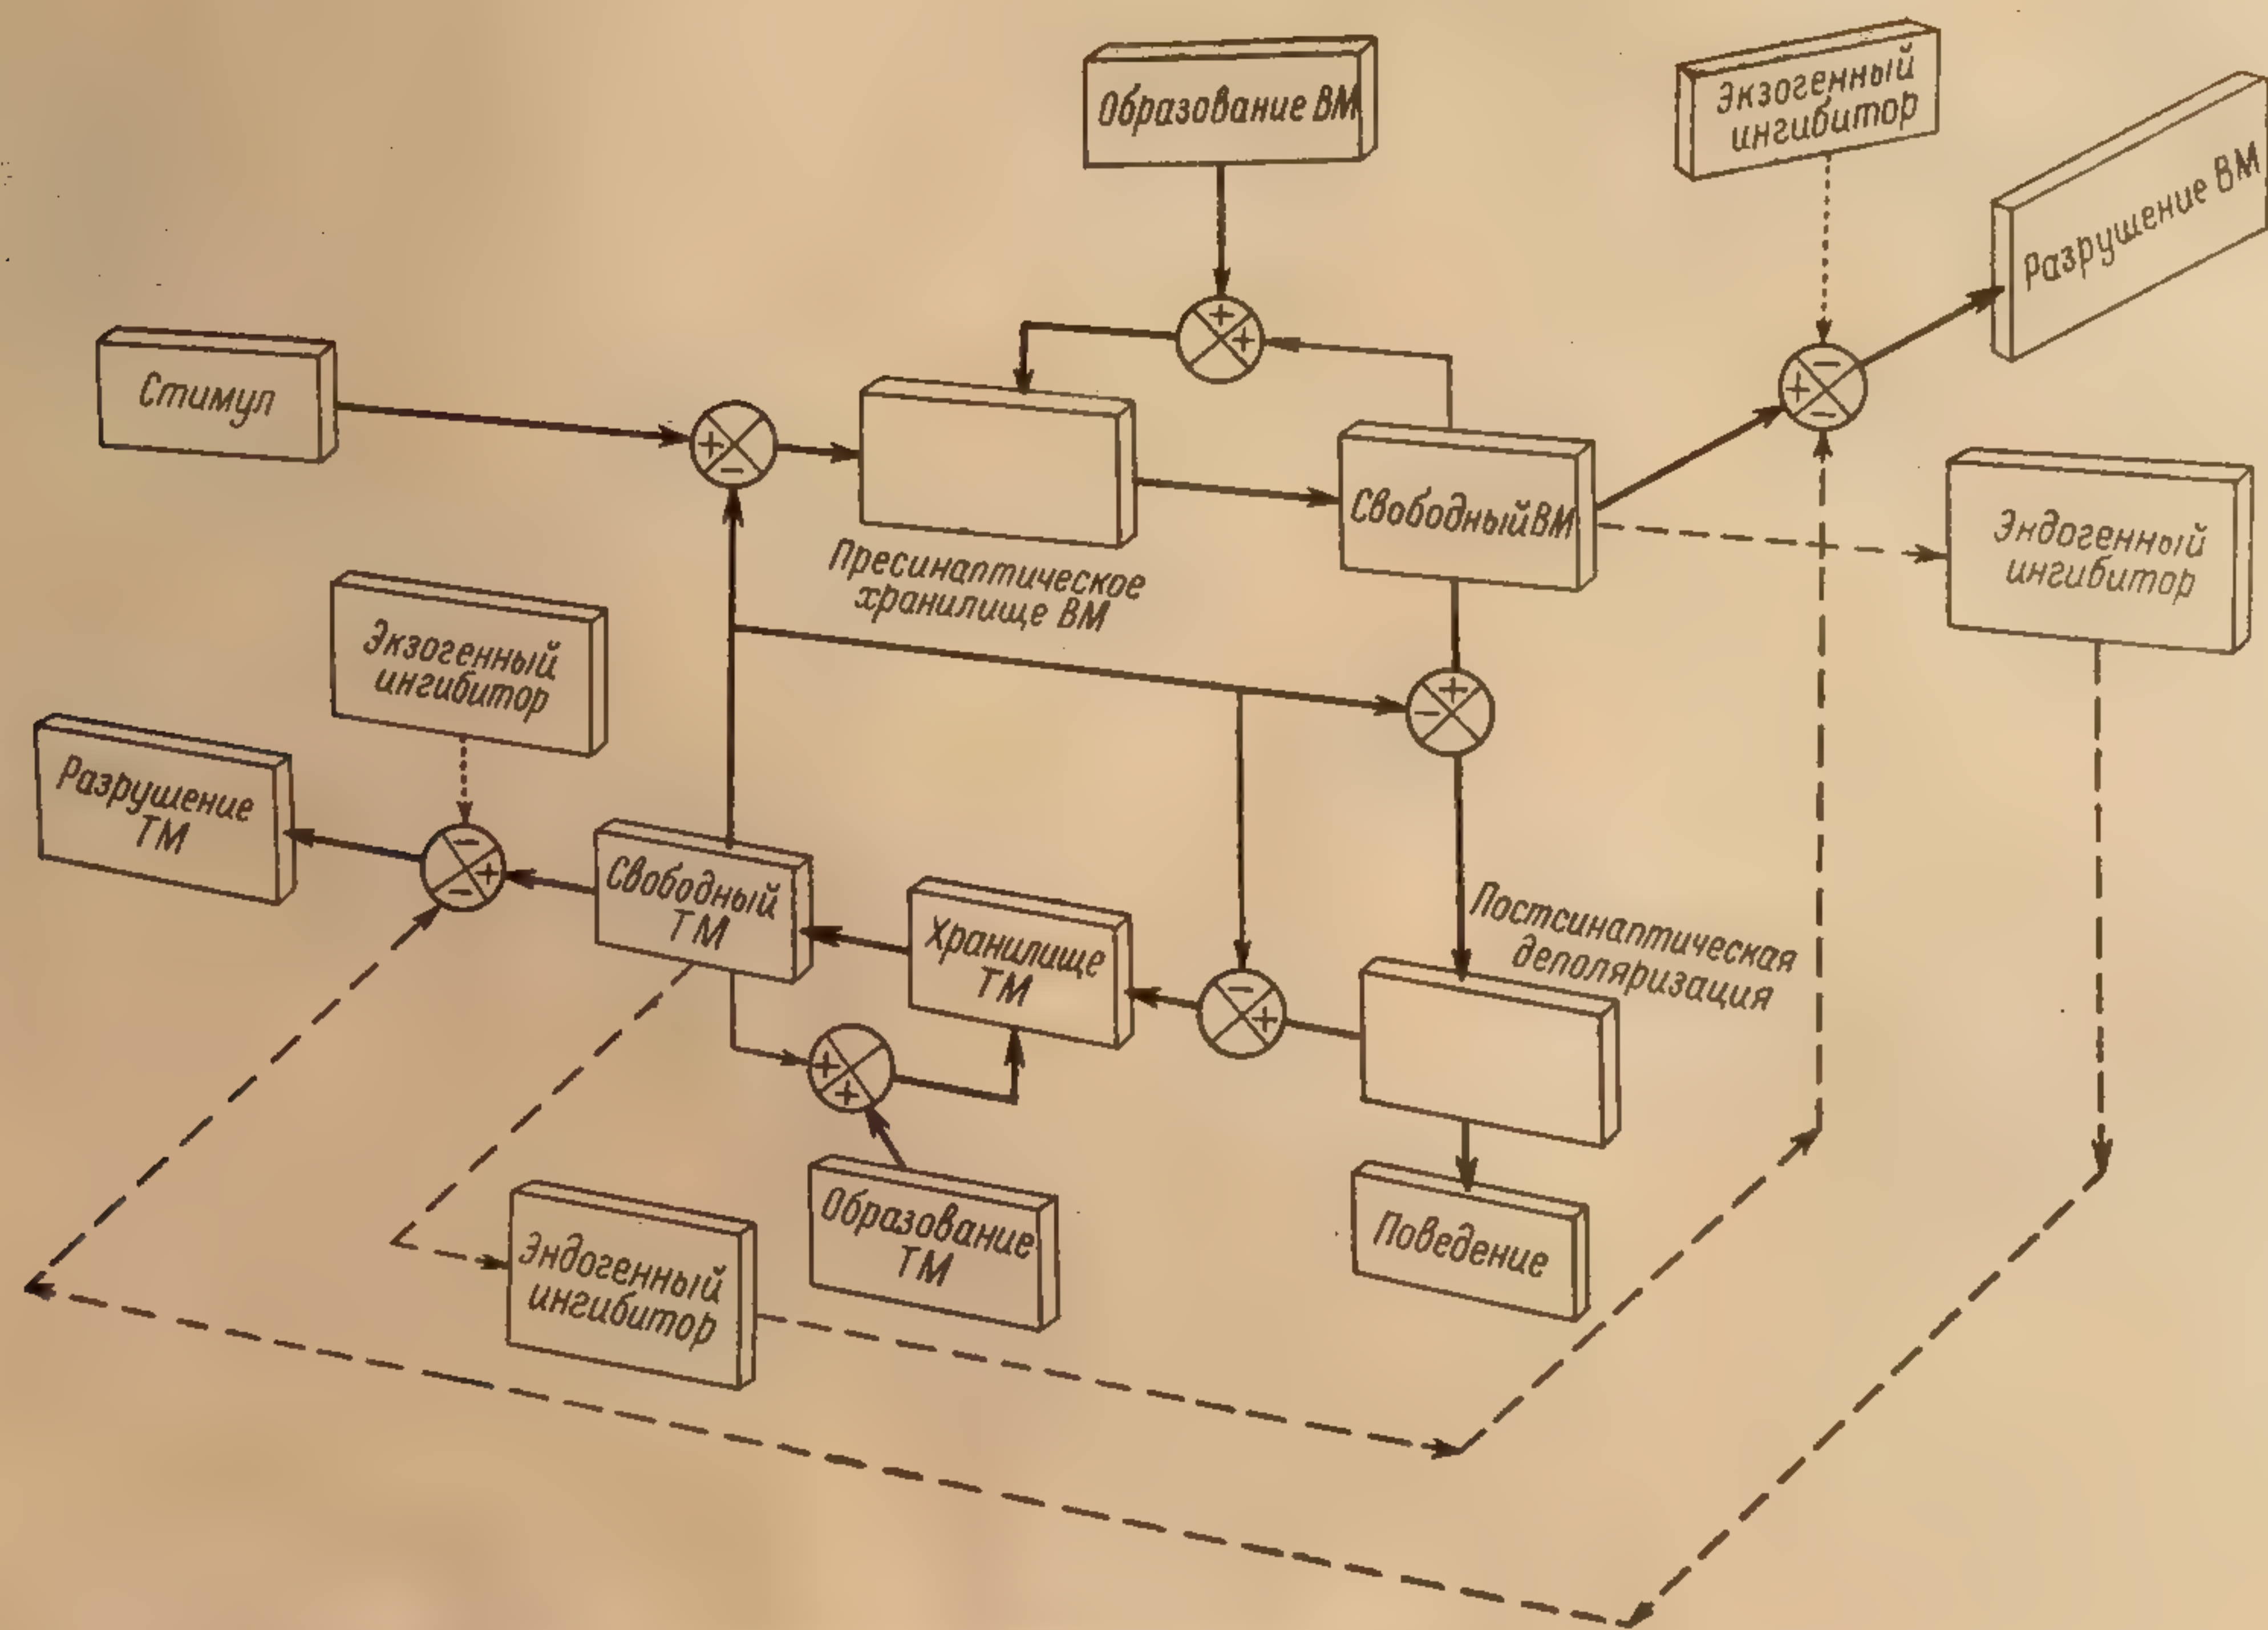 Образование ВМ
Экзогенный
ингибитор
Разрушение ВМ
Стимул
Свободный ВМ
Эндогенный
ингибитор
Пресинаптическое
хранилище ВМ
Экзогенный
ингибитор
Разрушение
ТМ
Свободный
ТМ
Хранилище
ТМ
Постсинаптическая
деполяризация
Образование
ТМ
Эндогенный
ингибитор
Поведение